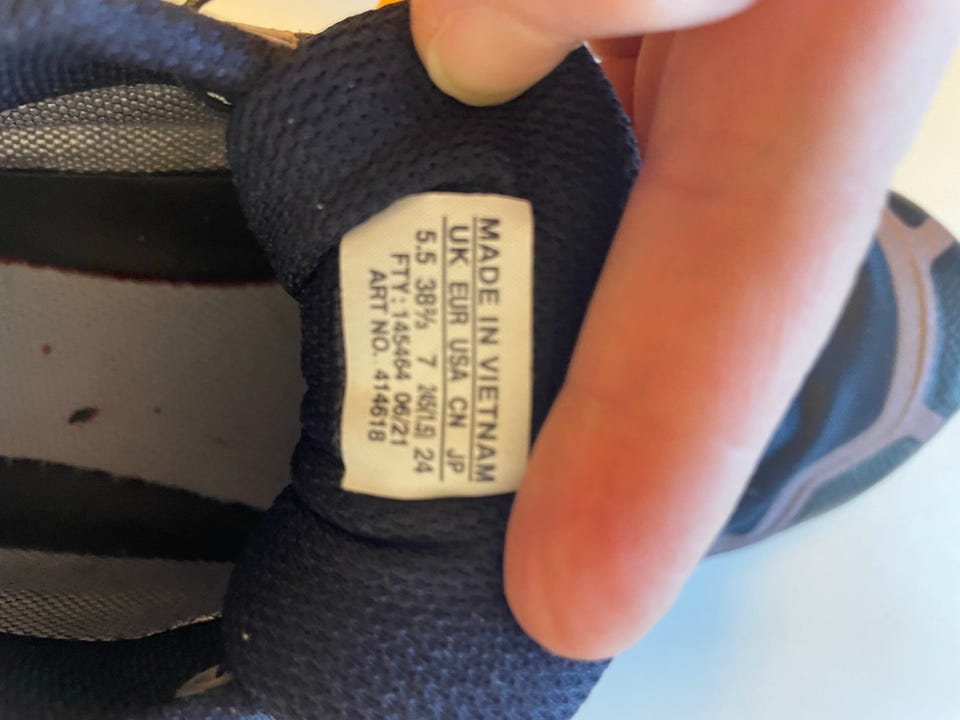 MADE IN VIETNAM
UK EUR USA CN JP
5.5 38⅔ 7 245(1.5) 24
FTY: 145464 06/21
ART NO. 414618